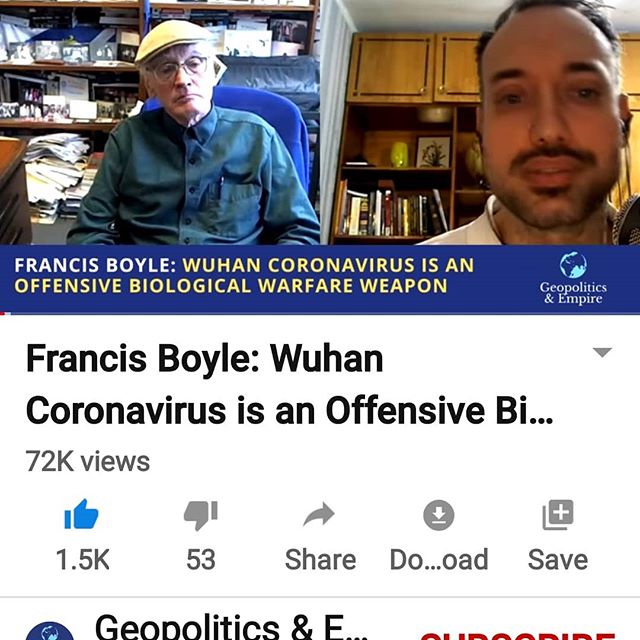 FRANCIS BOYLE: WUHAN CORONAVIRUS IS AN
OFFENSIVE BIOLOGICAL WARFARE WEAPON
Geopolitics
& Empire
Francis Boyle: Wuhan
Coronavirus is an Offensive Bi...
72K views
1.5K
53
Share
Do...oad
Save
Geopolitics & E...
SUBSCRIBE